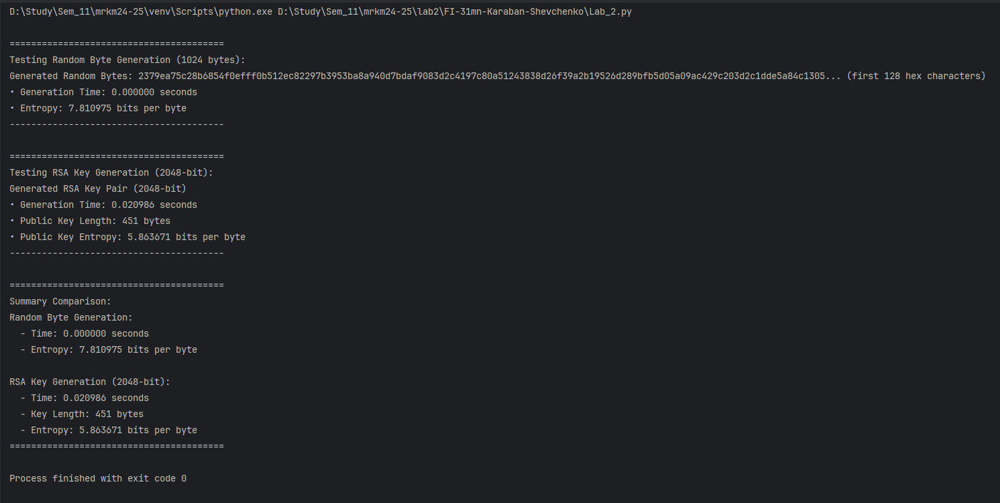 D:\Study\Sem_11\mrkm24-25\venv\Scripts\python.exe D:\Study\Sem_11\mrkm24-25\lab2\FI-31mn-Karaban-Shevchenko\Lab_2.py
========================================
Testing Random Byte Generation (1024 bytes):
Generated Random Bytes: 2379ea75c28b6854f0efff0b512ec82297b3953ba8a940d7bdaf9083d2c4197c80a51243838d26f39a2b19526d289bfb5d05a09ac429c203d2c1dde5a84c1305... (first 128 hex characters)
• Generation Time: 0.000000 seconds
• Entropy: 7.810975 bits per byte
----------------------------------------
========================================
Testing RSA Key Generation (2048-bit):
Generated RSA Key Pair (2048-bit)
• Generation Time: 0.020986 seconds
• Public Key Length: 451 bytes
• Public Key Entropy: 5.863671 bits per byte
----------------------------------------
========================================
Summary Comparison:
Random Byte Generation:
  - Time: 0.000000 seconds
  - Entropy: 7.810975 bits per byte
RSA Key Generation (2048-bit):
  - Time: 0.020986 seconds
  - Key Length: 451 bytes
  - Entropy: 5.863671 bits per byte
========================================
Process finished with exit code 0